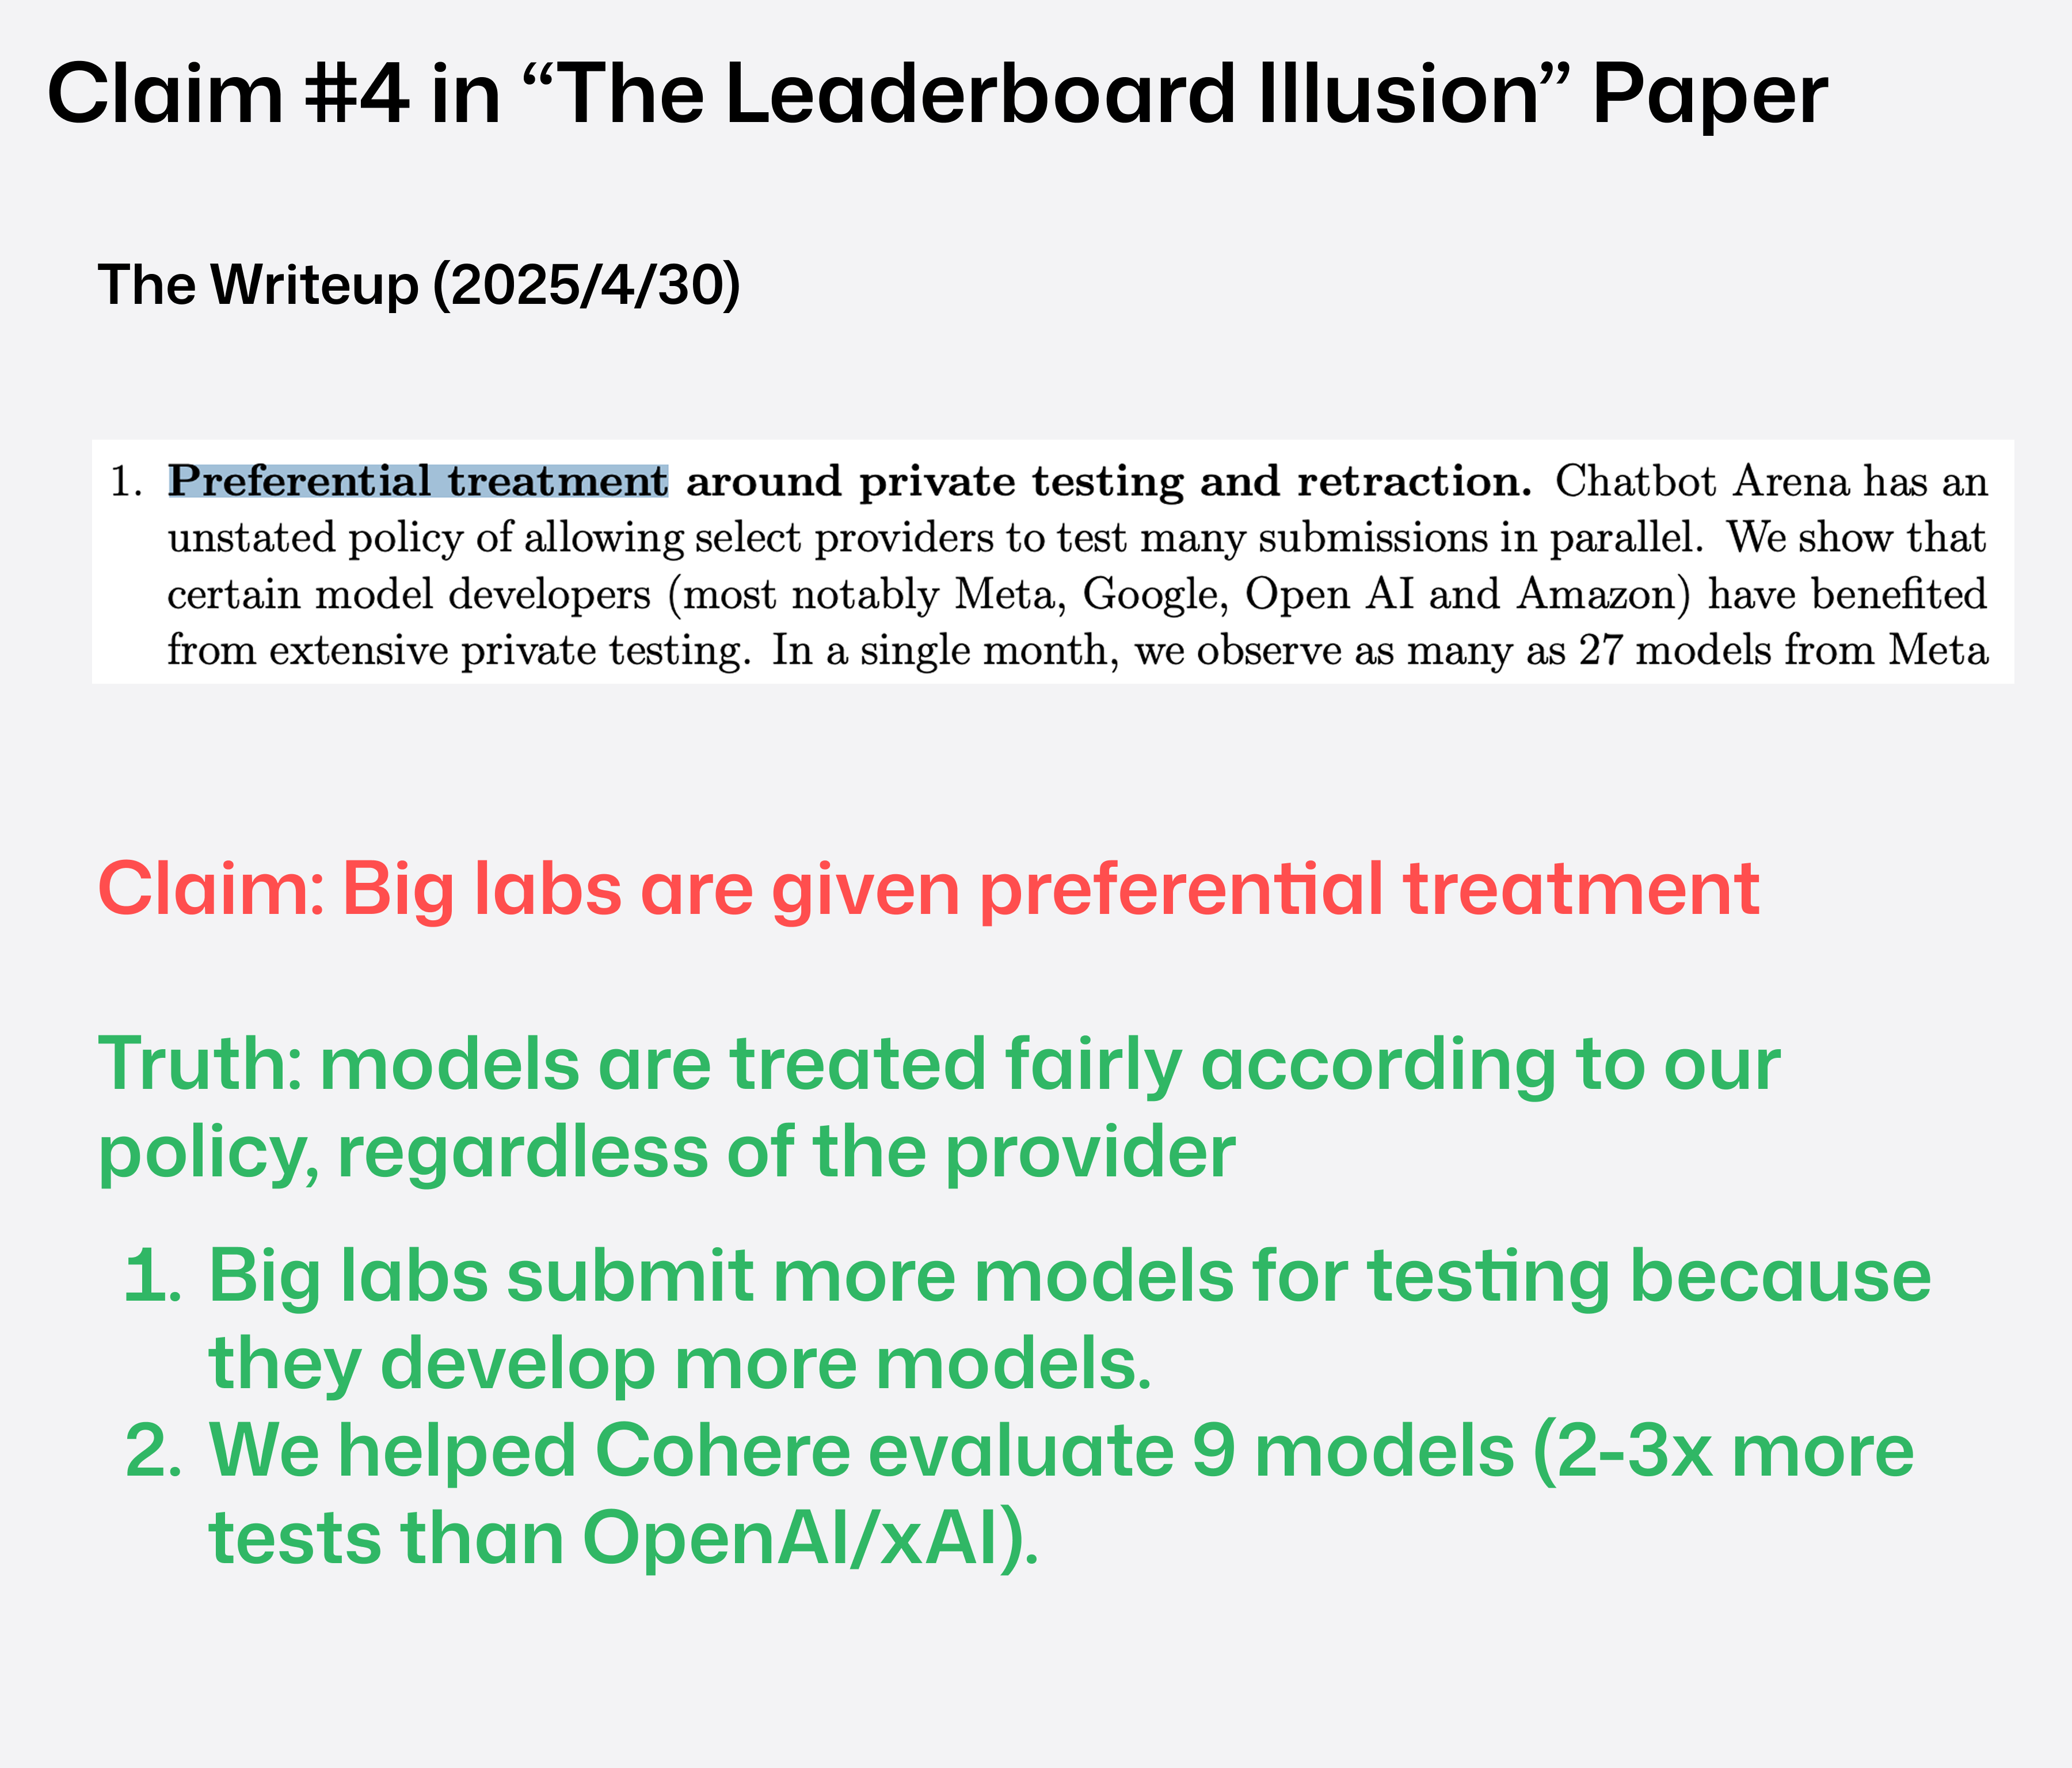 Claim #4 in “The Leaderboard Illusion” Paper
The Writeup (2025/4/30)
1. Preferential treatment around private testing and retraction. Chatbot Arena has an
unstated policy of allowing select providers to test many submissions in parallel. We show that
certain model developers (most notably Meta, Google, Open AI and Amazon) have benefited
from extensive private testing. In a single month, we observe as many as 27 models from Meta
Claim: Big labs are given preferential treatment
Truth: models are treated fairly according to our
policy, regardless of the provider
1. Big labs submit more models for testing because
they develop more models.
2. We helped Cohere evaluate 9 models (2-3x more
tests than OpenAI/xAI).